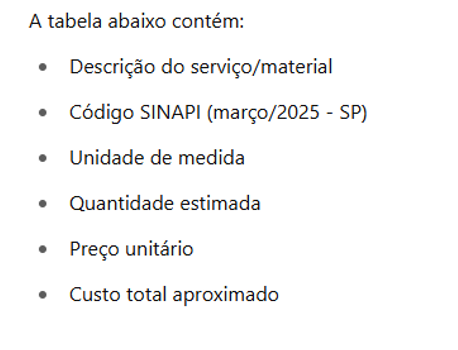 A tabela abaixo contém:
• Descrição do serviço/material
• Código SINAPI (março/2025 - SP)
• Unidade de medida
• Quantidade estimada
• Preço unitário
• Custo total aproximado